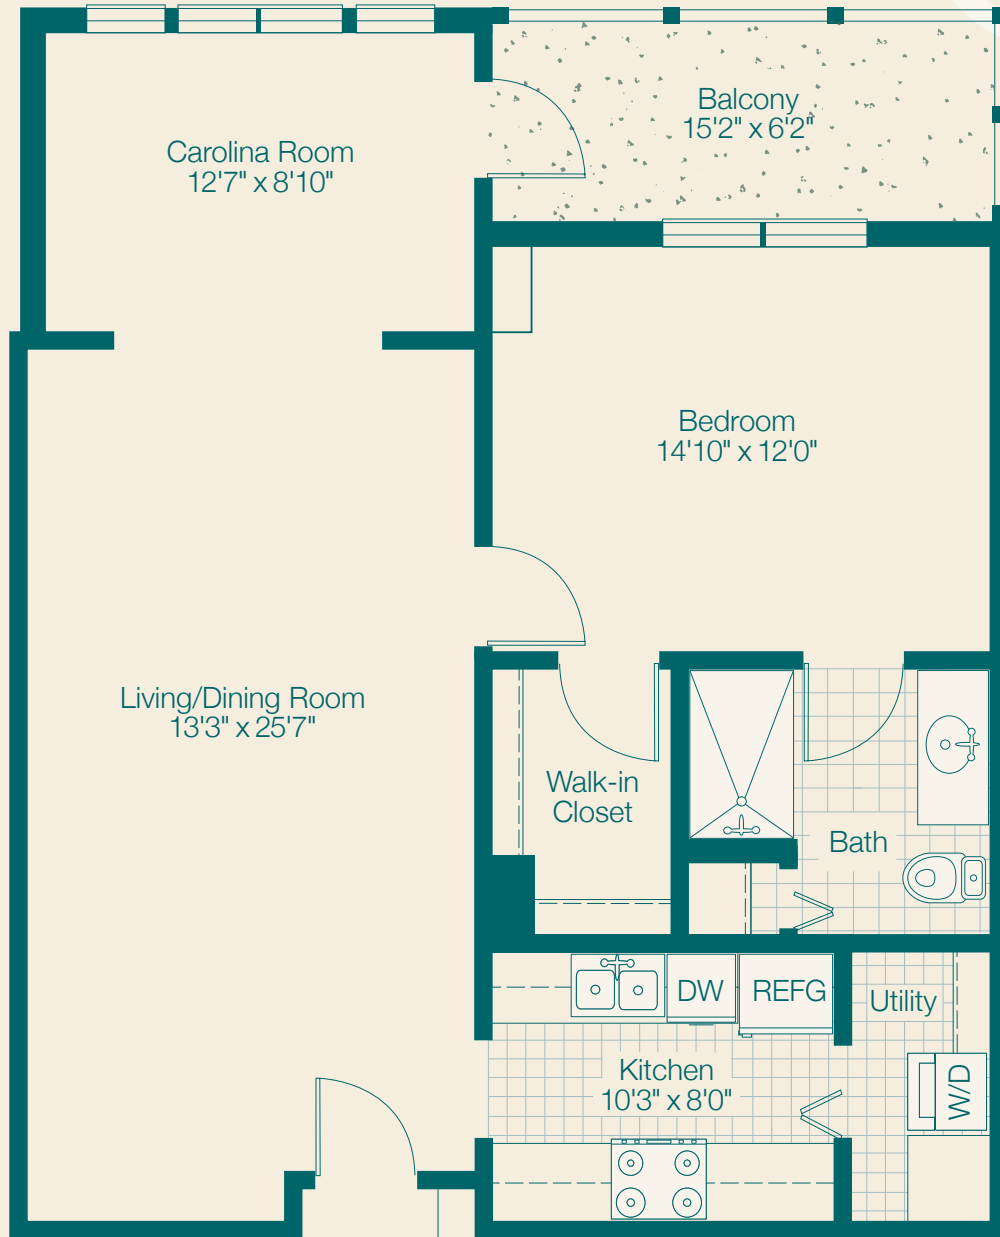 Balcony
15'2" x 6'2"
Carolina Room
12'7" x 8'10"
Bedroom
14'10" x 12'0"
Living/Dining Room
13'3" x 25'7"
Walk-in
Closet
Bath
DW
REFG
Utility
Kitchen
10'3" x 8'0"
W/D